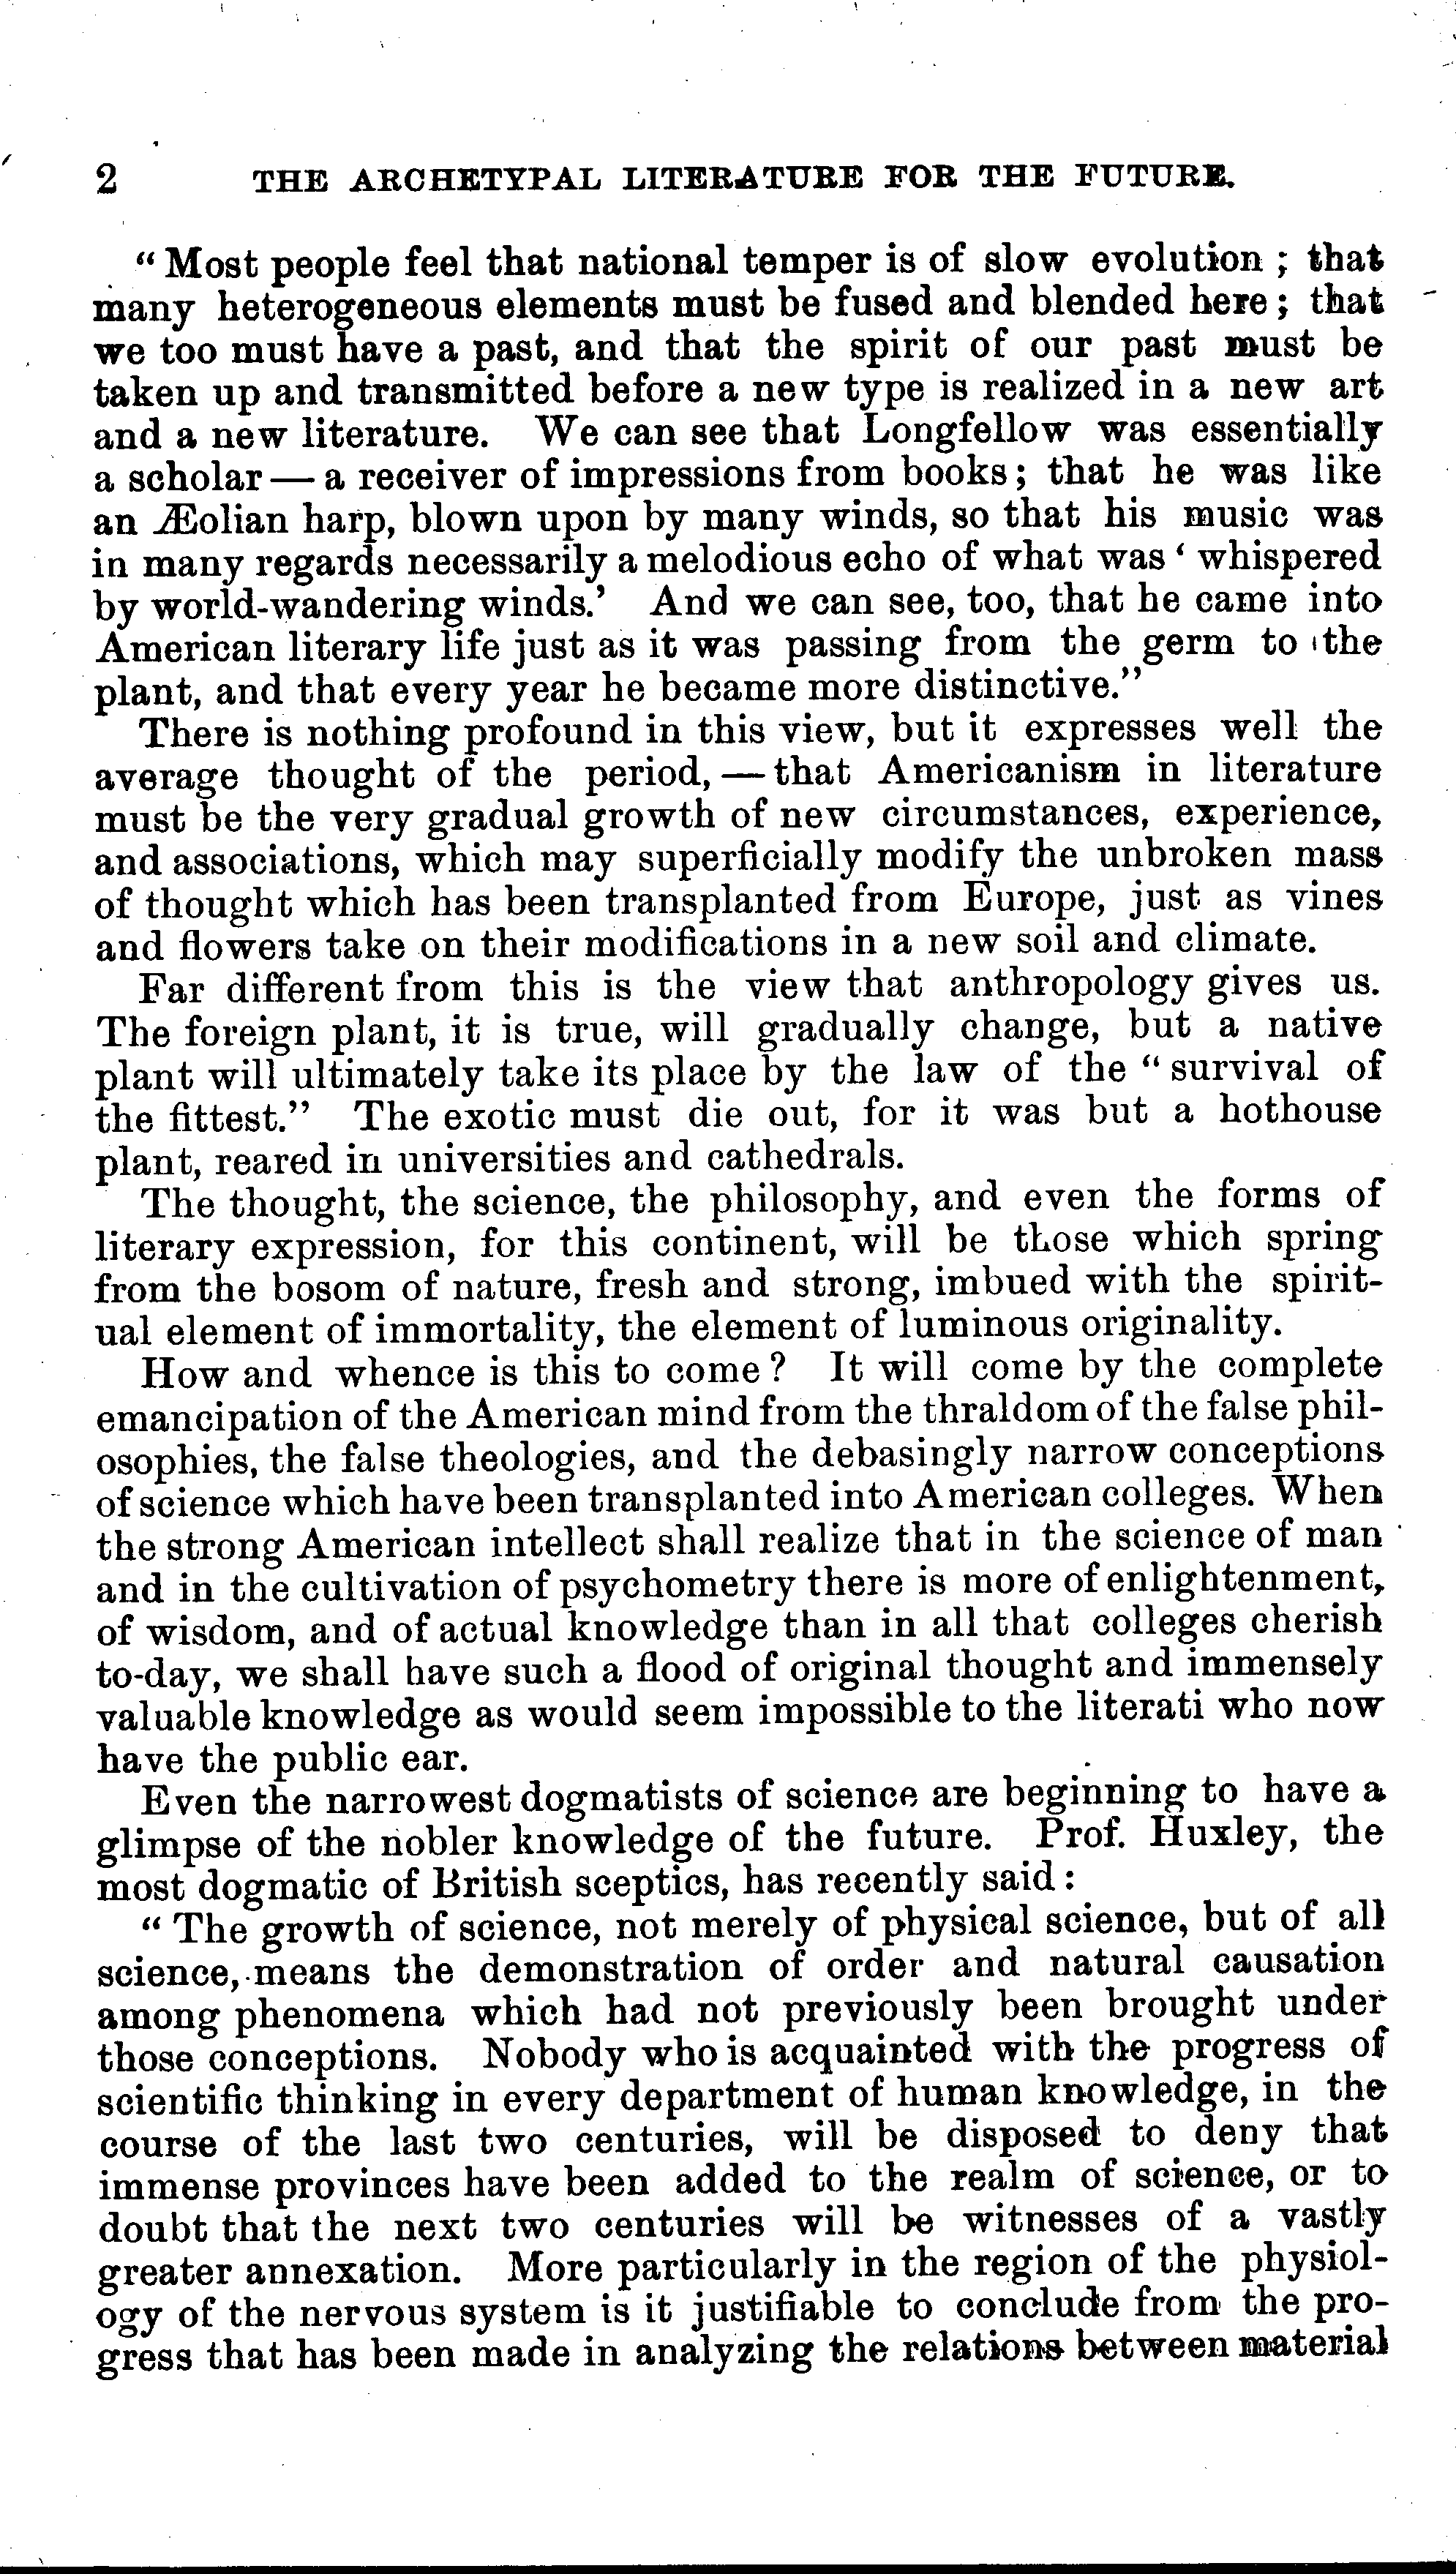 2 THE ARCHETYPAL LITERATURE FOR THE FUTURE.
“Most people feel that national temper is of slow evolution; that
many heterogeneous elements must be fused and blended here; that
we too must have a past, and that the spirit of our past must be
taken up and transmitted before a new type is realized in a new art
and a new literature. We can see that Longfellow was essentially
a scholar — a receiver of impressions from books; that he was like
an Æolian harp, blown upon by many winds, so that his music was
in many regards necessarily a melodious echo of what was ‘whispered
by world-wandering winds.’ And we can see, too, that he came into
American literary life just as it was passing from the germ to the
plant, and that every year he became more distinctive.”
There is nothing profound in this view, but it expresses well the
average thought of the period, — that Americanism in literature
must be the very gradual growth of new circumstances, experience,
and associations, which may superficially modify the unbroken mass
of thought which has been transplanted from Europe, just as vines
and flowers take on their modifications in a new soil and climate.
Far different from this is the view that anthropology gives us.
The foreign plant, it is true, will gradually change, but a native
plant will ultimately take its place by the law of the “survival of
the fittest.” The exotic must die out, for it was but a hothouse
plant, reared in universities and cathedrals.
The thought, the science, the philosophy, and even the forms of
literary expression, for this continent, will be those which spring
from the bosom of nature, fresh and strong, imbued with the spirit-
ual element of immortality, the element of luminous originality.
How and whence is this to come? It will come by the complete
emancipation of the American mind from the thraldom of the false phil-
osophies, the false theologies, and the debasingly narrow conceptions
of science which have been transplanted into American colleges. When
the strong American intellect shall realize that in the science of man
and in the cultivation of psychometry there is more of enlightenment,
of wisdom, and of actual knowledge than in all that colleges cherish
to-day, we shall have such a flood of original thought and immensely
valuable knowledge as would seem impossible to the literati who now
have the public ear.
Even the narrowest dogmatists of science are beginning to have a
glimpse of the nobler knowledge of the future. Prof. Huxley, the
most dogmatic of British sceptics, has recently said:
“The growth of science, not merely of physical science, but of all
science, means the demonstration of order and natural causation
among phenomena which had not previously been brought under
those conceptions. Nobody who is acquainted with the progress of
scientific thinking in every department of human knowledge, in the
course of the last two centuries, will be disposed to deny that
immense provinces have been added to the realm of science, or to
doubt that the next two centuries will be witnesses of a vastly
greater annexation. More particularly in the region of the physiol-
ogy of the nervous system is it justifiable to conclude from the pro-
gress that has been made in analyzing the relations between material